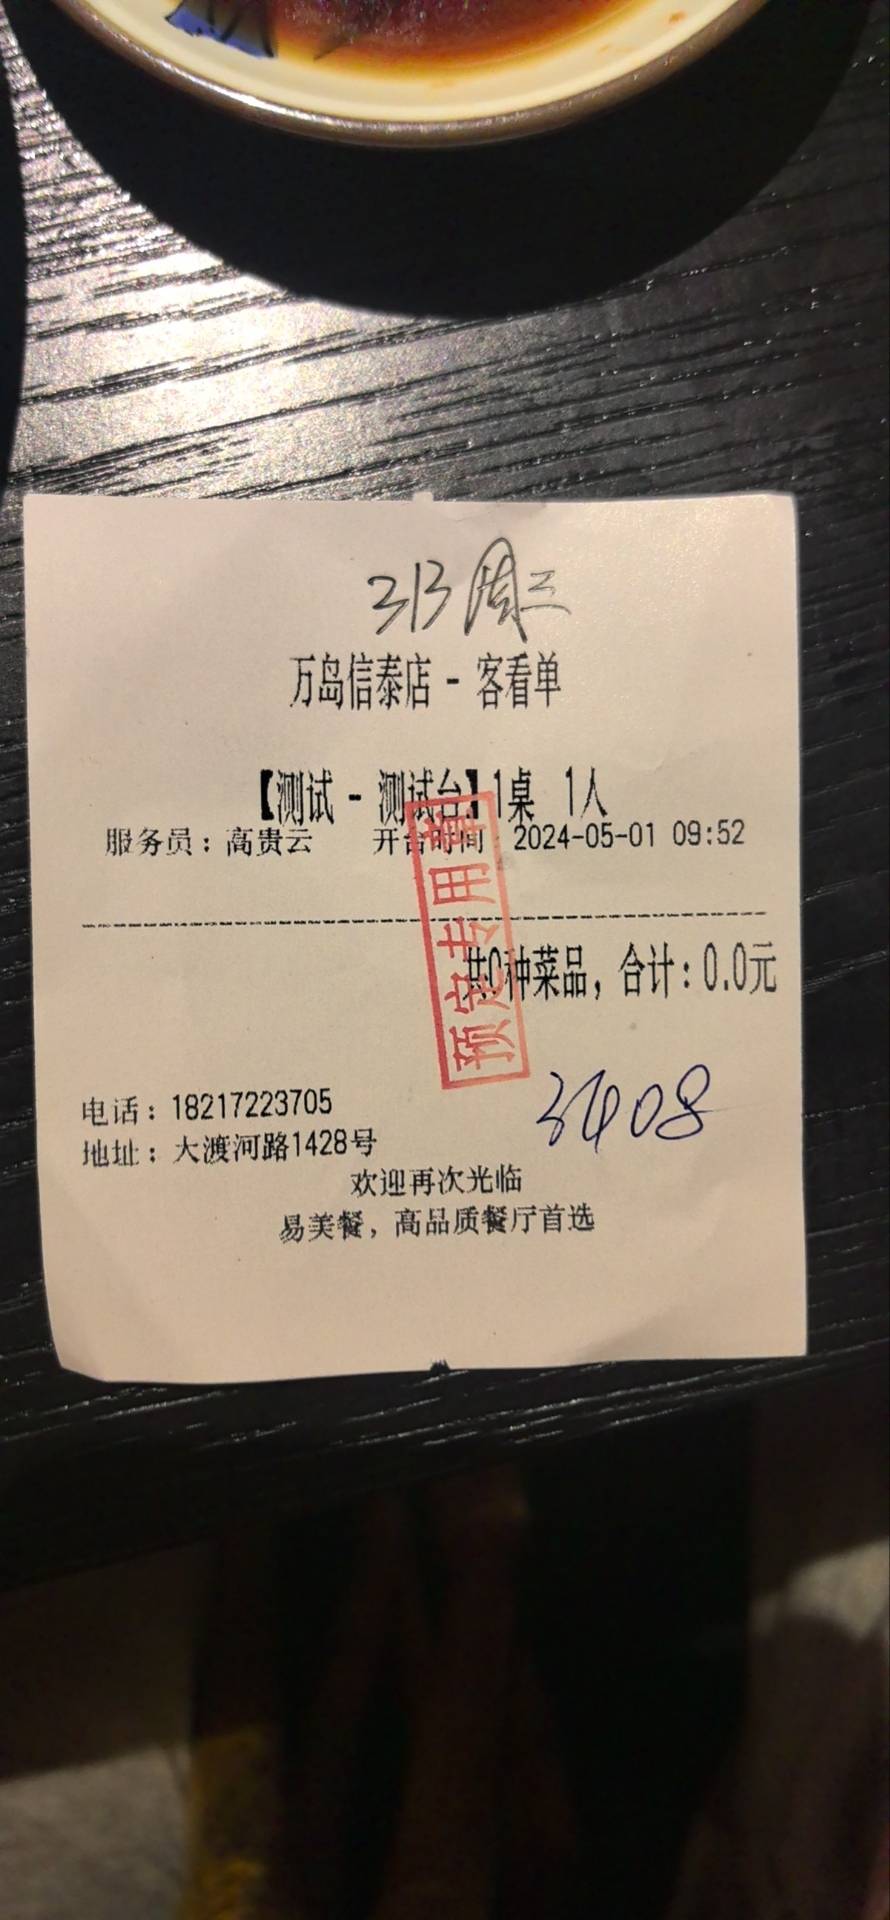 313 周三
万岛信泰店 - 客看单
【测试 - 测试台】1桌 1人
服务员：高贵云 开台时间 2024-05-01 09:52
共0种菜品，合计：0.0元
预定专用章
电话：18217223705
3408
地址：大渡河路1428号
欢迎再次光临
易美餐，高品质餐厅首选